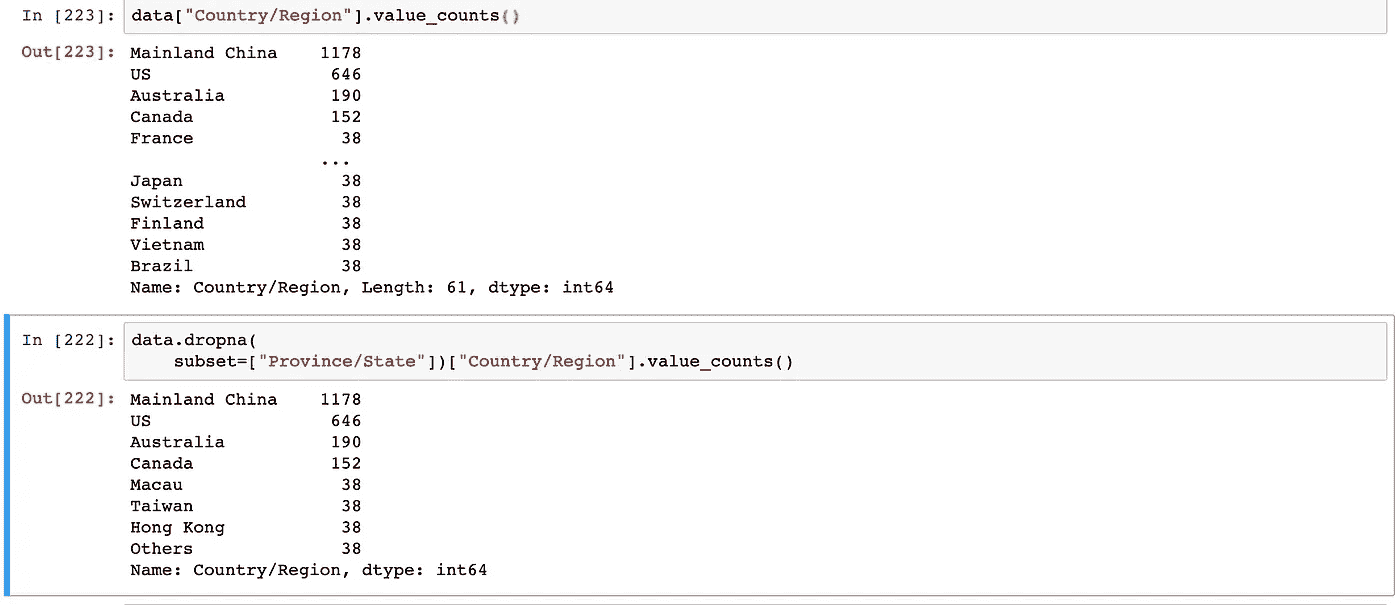 In [223]: data["Country/Region"].value_counts()
Out[223]: Mainland China    1178
US                 646
Australia          190
Canada             152
France              38
...
Japan               38
Switzerland         38
Finland             38
Vietnam             38
Brazil              38
Name: Country/Region, Length: 61, dtype: int64
In [222]: data.dropna(
    subset=["Province/State"])["Country/Region"].value_counts()
Out[222]: Mainland China    1178
US                 646
Australia          190
Canada             152
Macau               38
Taiwan              38
Hong Kong           38
Others              38
Name: Country/Region, dtype: int64